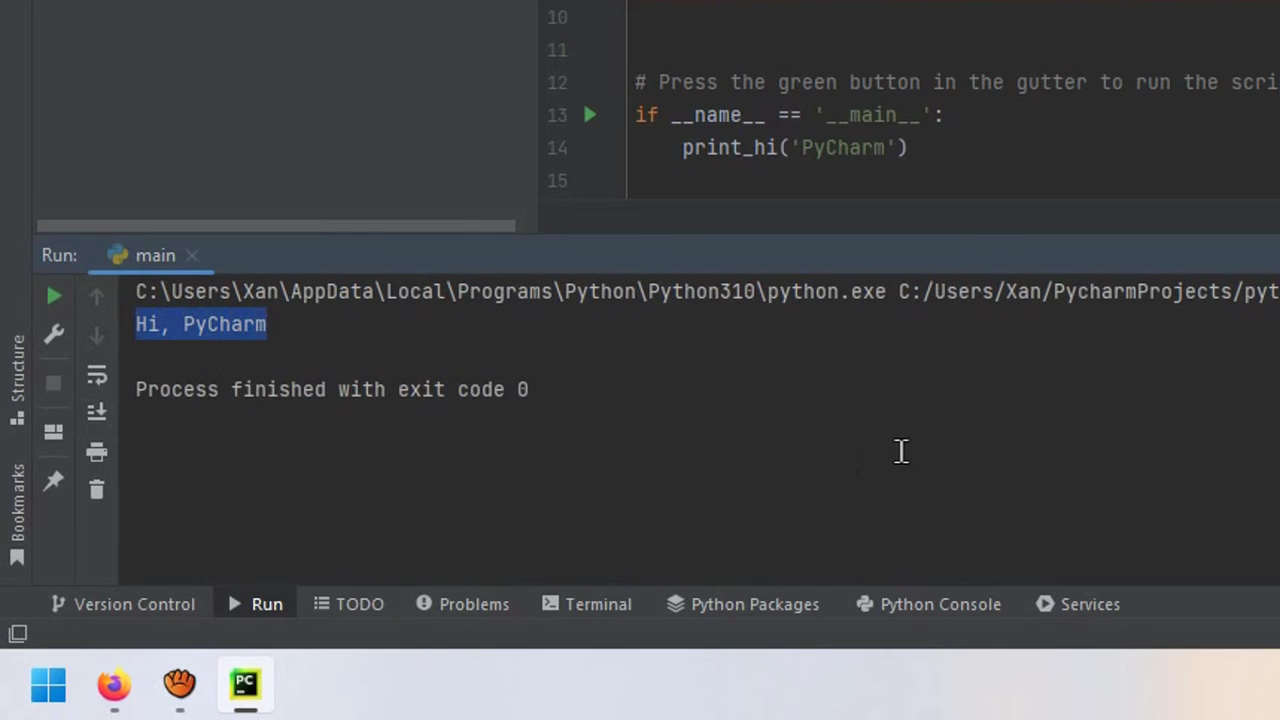 10
11
12 # Press the green button in the gutter to run the scri
13 if __name__ == '__main__':
14 print_hi('PyCharm')
15
Run: main
C:\Users\Xan\AppData\Local\Programs\Python\Python310\python.exe C:/Users/Xan/PycharmProjects/pyt
Hi, PyCharm
Process finished with exit code 0
Structure
Bookmarks
Version Control Run TODO Problems Terminal Python Packages Python Console Services
PC